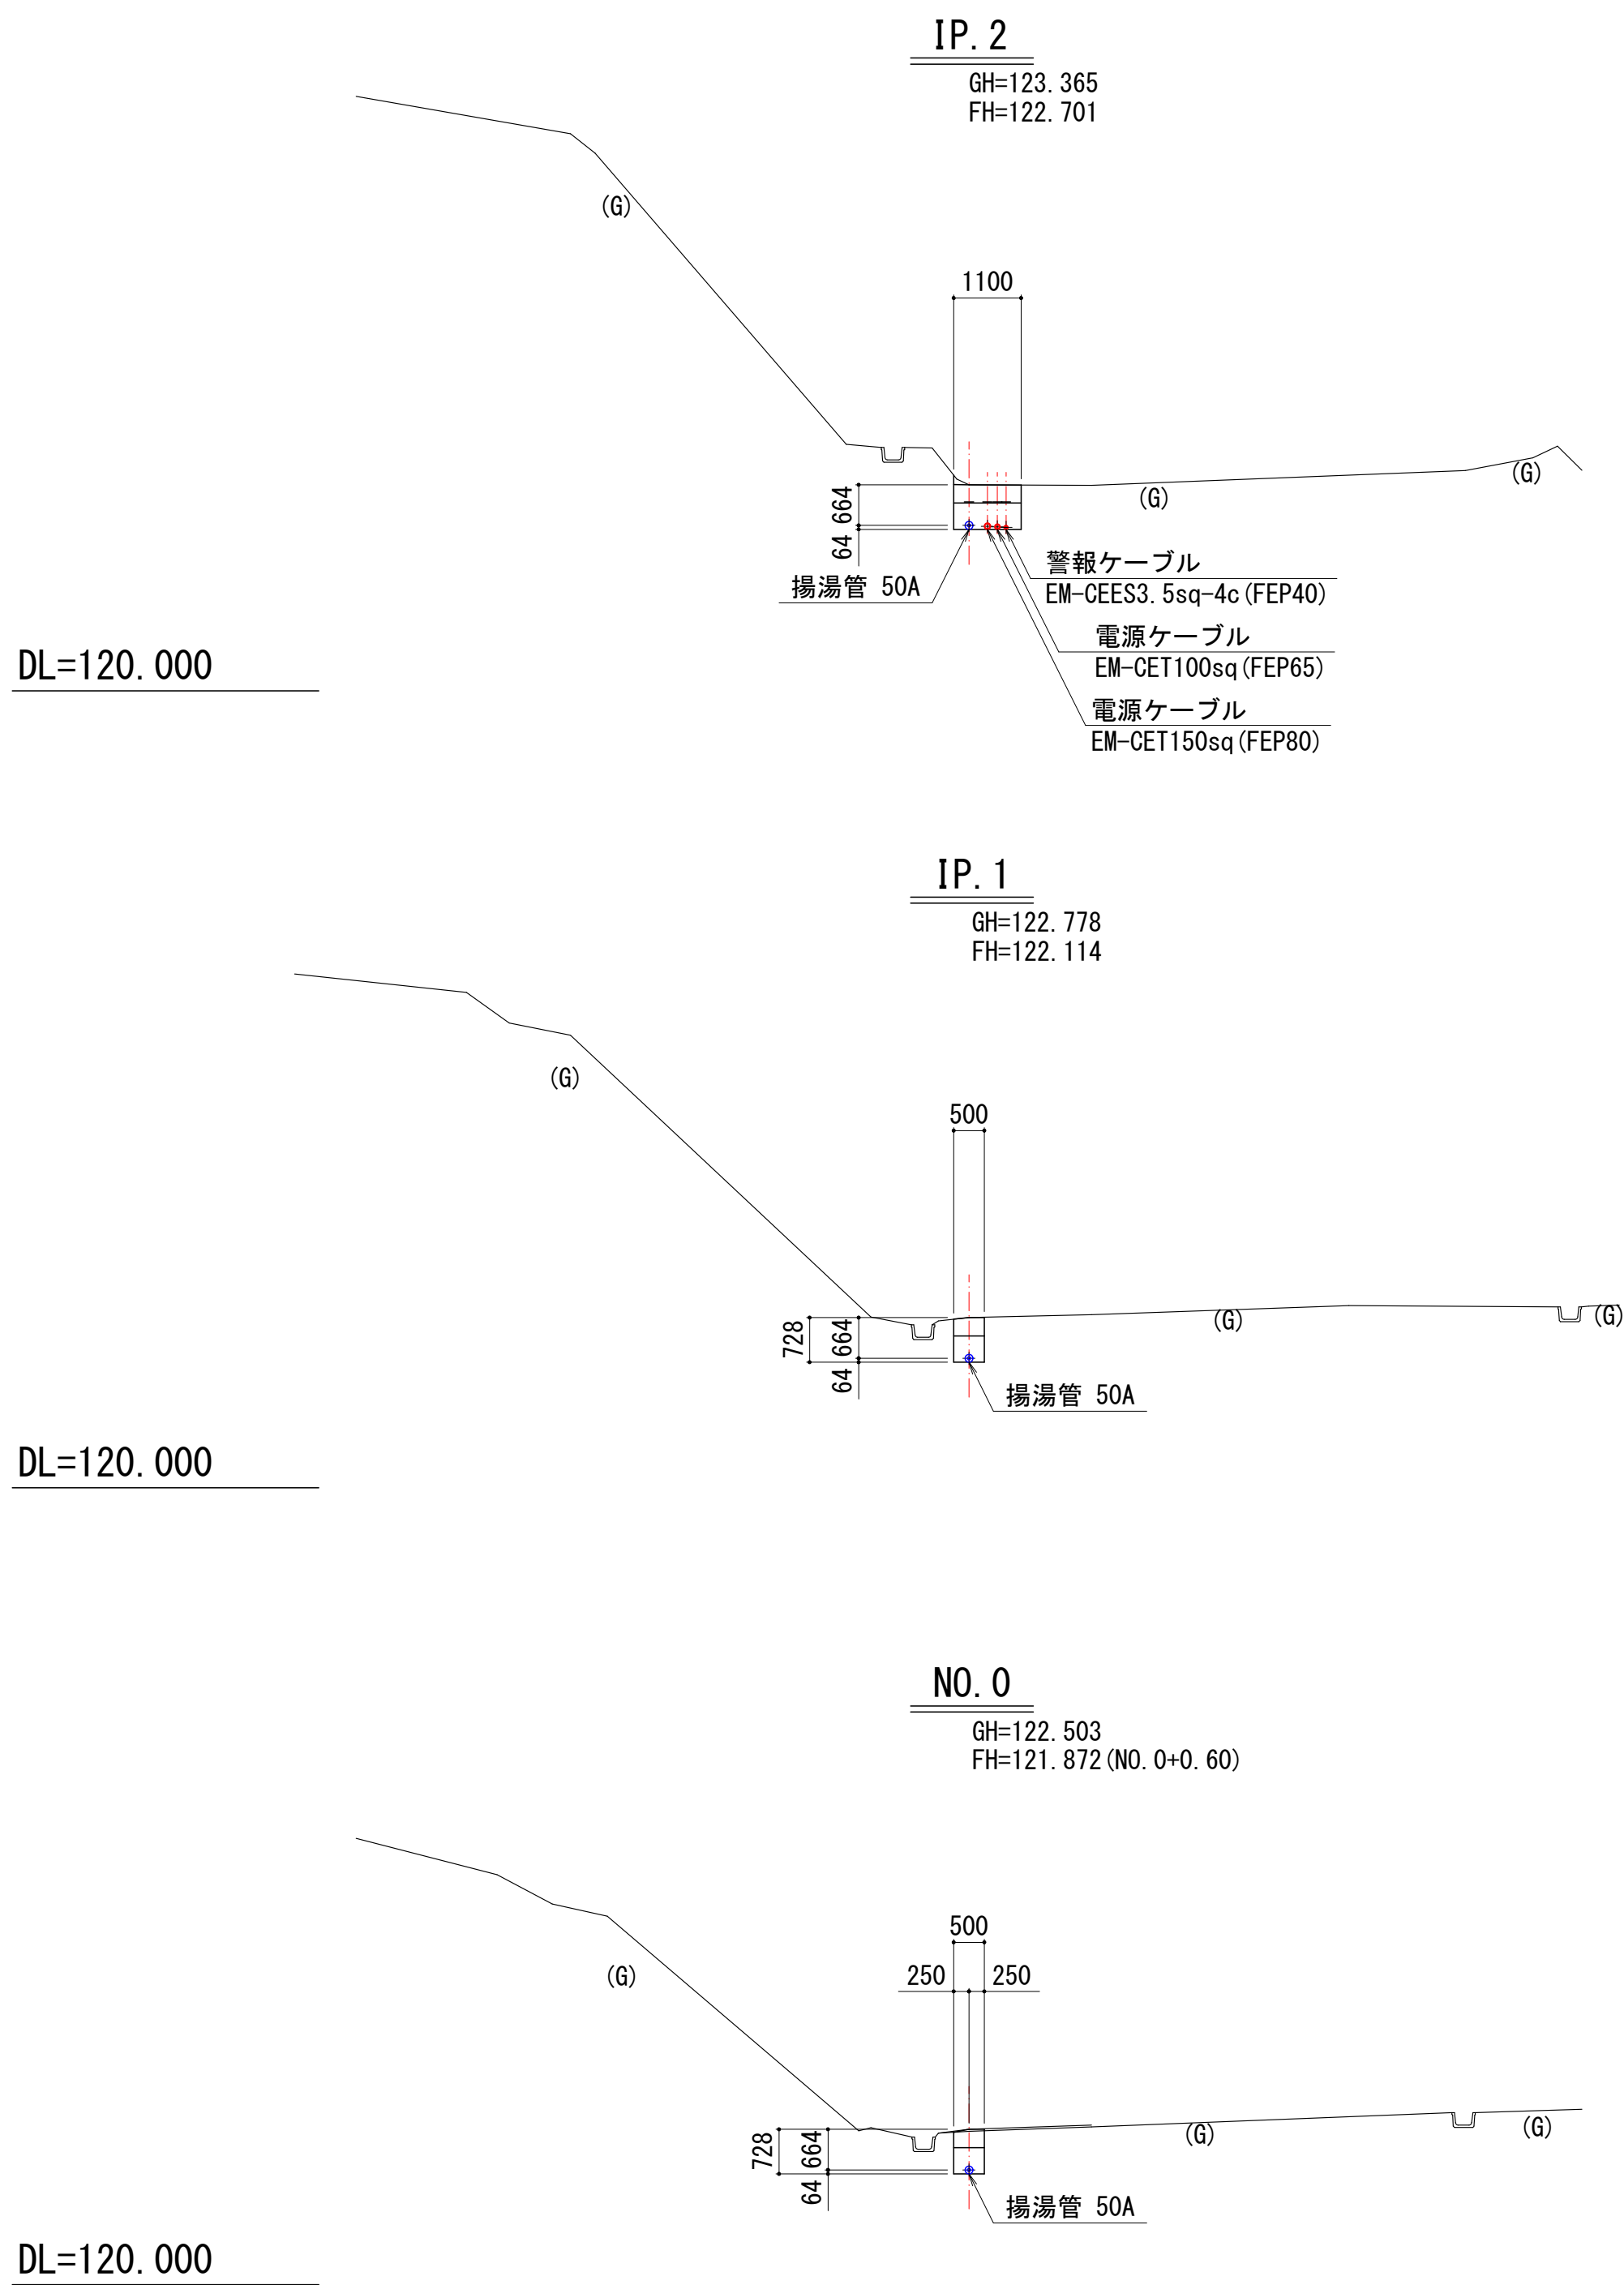 IP.2
GH=123.365
FH=122.701
(G)
1100
664
64
(G)
(G)
揚湯管 50A
警報ケーブル
EM-CEES3.5sq-4c(FEP40)
電源ケーブル
EM-CET100sq(FEP65)
電源ケーブル
EM-CET150sq(FEP80)
DL=120.000
IP.1
GH=122.778
FH=122.114
(G)
500
728
664
64
(G)
(G)
揚湯管 50A
DL=120.000
NO.0
GH=122.503
FH=121.872(NO.0+0.60)
(G)
500
250
250
728
664
64
(G)
(G)
揚湯管 50A
DL=120.000